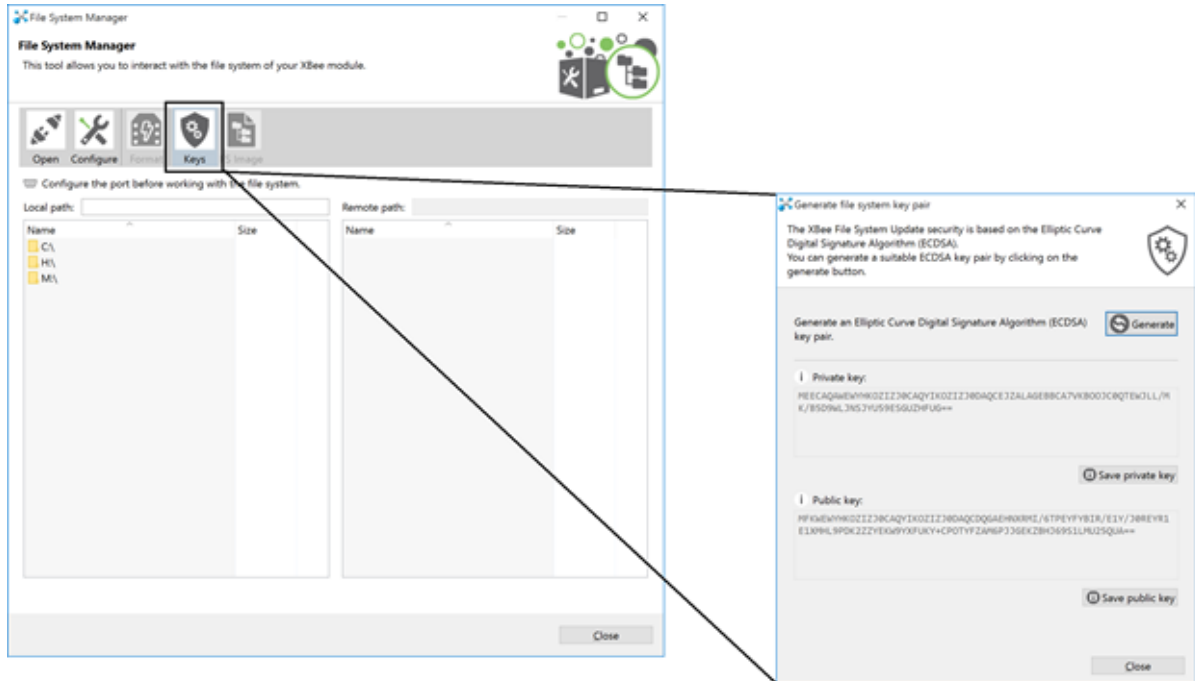 File System Manager
File System Manager
This tool allows you to interact with the file system of your XBee module.
Open Configure Format Keys FS Image
Configure the port before working with the file system.
Local path:
Remote path:
Name Size
Name Size
C:\
H:\
M:\
Close
Generate file system key pair
The XBee File System Update security is based on the Elliptic Curve
Digital Signature Algorithm (ECDSA).
You can generate a suitable ECDSA key pair by clicking on the
generate button.
Generate an Elliptic Curve Digital Signature Algorithm (ECDSA)
key pair.
Generate
Private key:
Save private key
Public key:
Save public key
Close